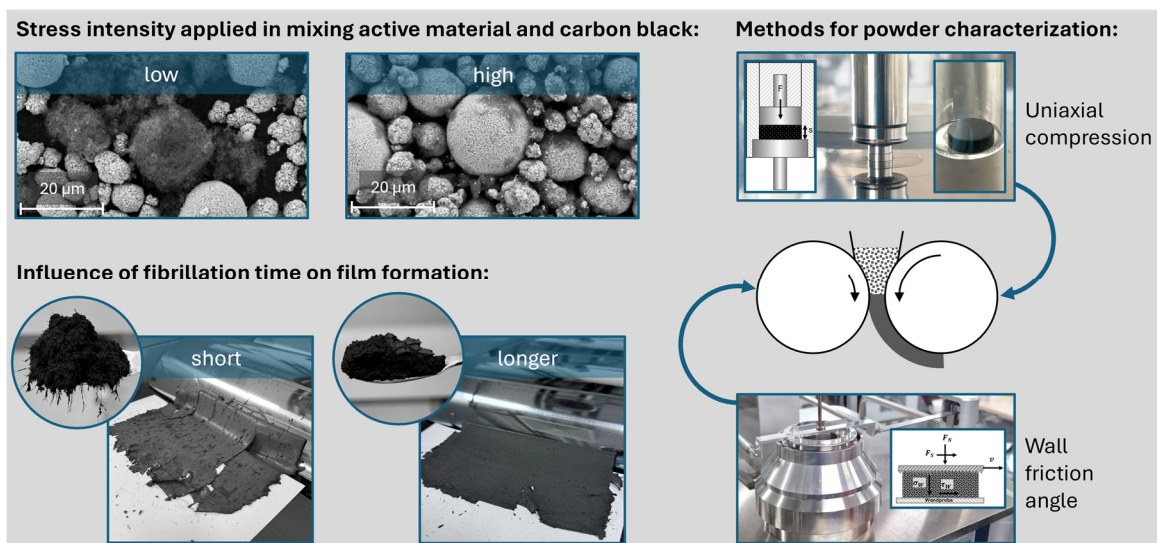 Stress intensity applied in mixing active material and carbon black:
low
20 µm
high
20 µm
Influence of fibrillation time on film formation:
short
longer
Methods for powder characterization:
F
s
Uniaxial
compression
F_N
F_S
v
σ_W
τ_W
Wandprobe
Wall
friction
angle